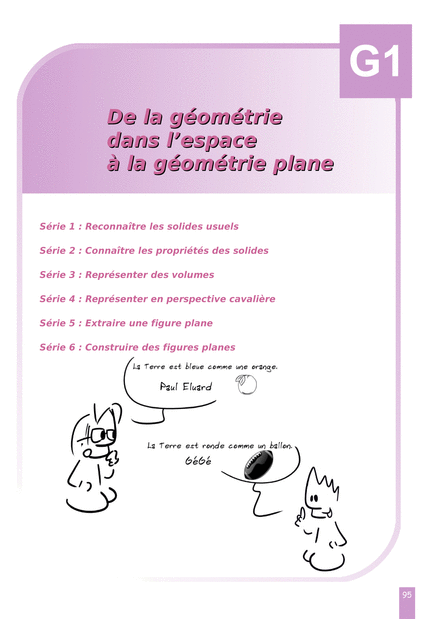 G1
De la géométrie
dans l'espace
à la géométrie plane
Série 1 : Reconnaître les solides usuels
Série 2 : Connaître les propriétés des solides
Série 3 : Représenter des volumes
Série 4 : Représenter en perspective cavalière
Série 5 : Extraire une figure plane
Série 6 : Construire des figures planes
La Terre est bleue comme une orange.
Paul Eluard
La Terre est ronde comme un ballon.
GéGé
95